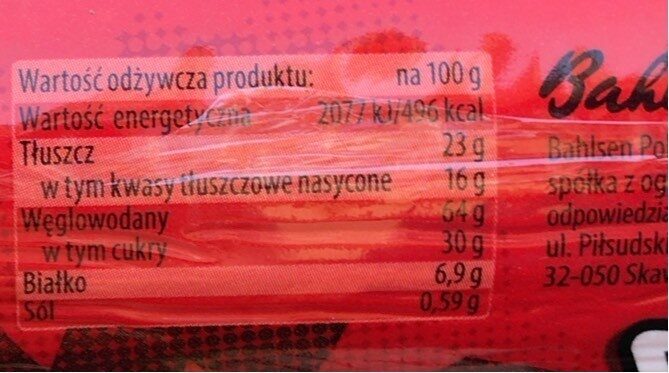 Wartość odżywcza produktu: na 100 g
Wartość energetyczna 2077 kJ/496 kcal
Tłuszcz 23 g
w tym kwasy tłuszczowe nasycone 16 g
Węglowodany 64 g
w tym cukry 30 g
Białko 6,9 g
Sól 0,59 g
Bah
Bahlsen Pol
spółka z og
odpowiedzi
ul. Piłsudsk
32-050 Skaw